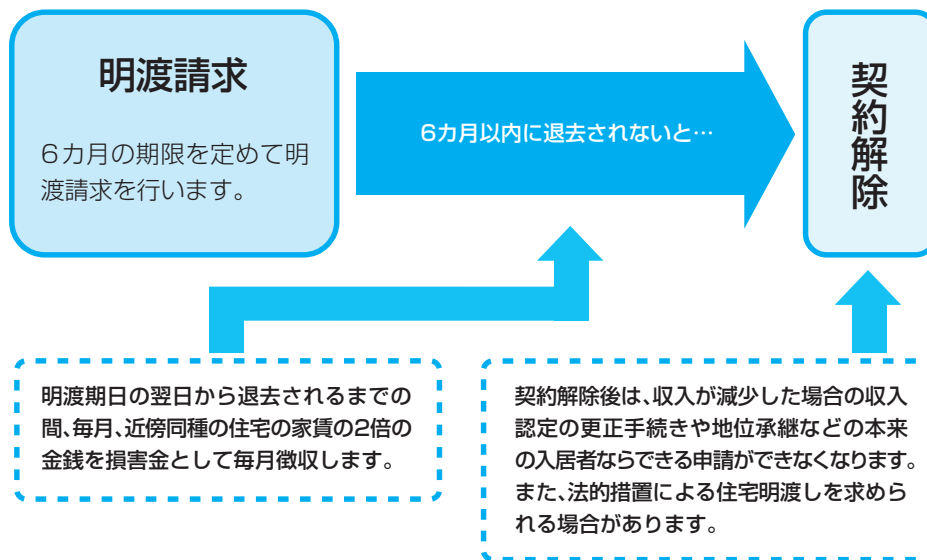 明渡請求
6カ月の期限を定めて明
渡請求を行います。
6カ月以内に退去されないと…
契約解除
明渡期日の翌日から退去されるまでの
間、毎月、近傍同種の住宅の家賃の2倍の
金銭を損害金として毎月徴収します。
契約解除後は、収入が減少した場合の収入
認定の更正手続きや地位承継などの本来
の入居者ならできる申請ができなくなります。
また、法的措置による住宅明渡しを求めら
れる場合があります。